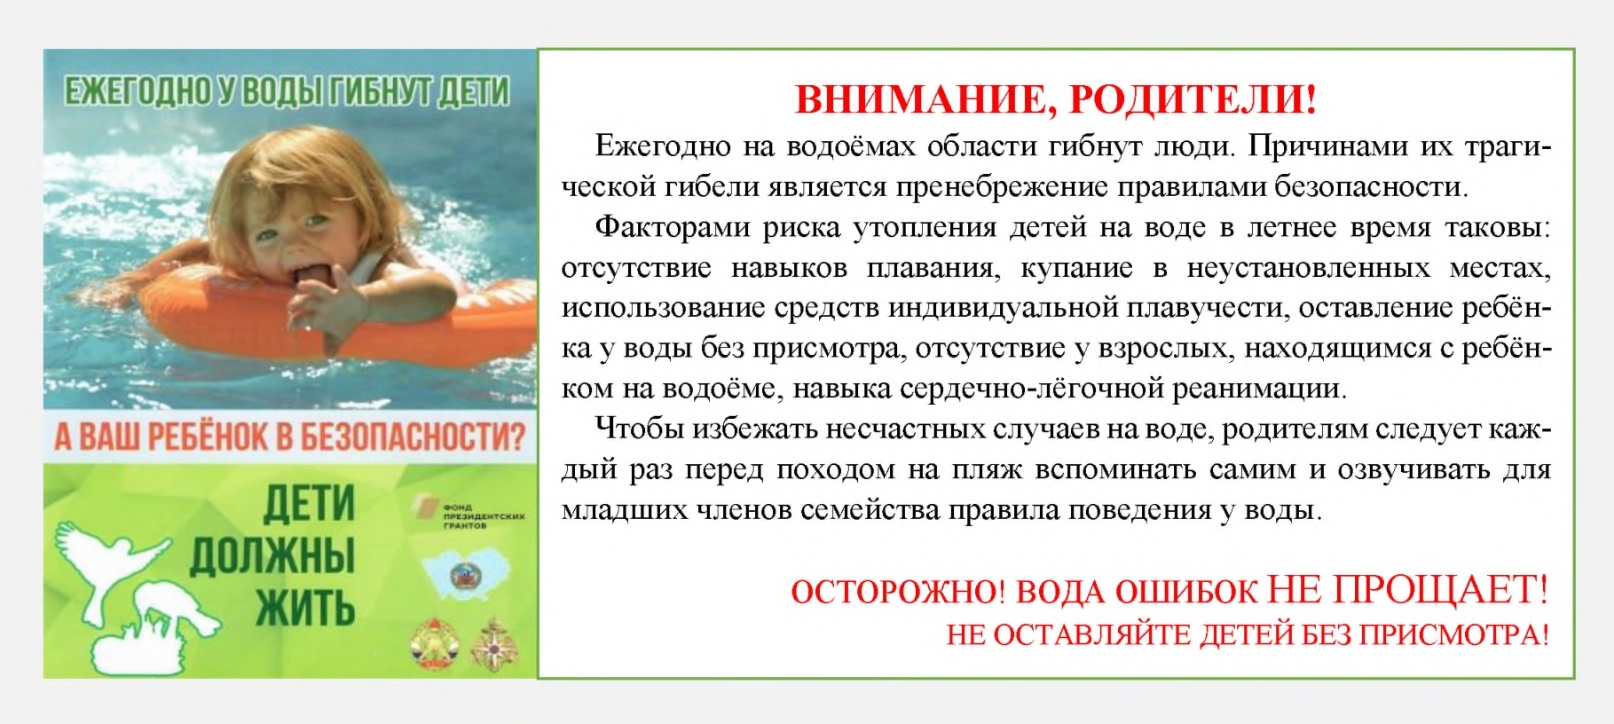 ЕЖЕГОДНО У ВОДЫ ГИБНУТ ДЕТИ
А ВАШ РЕБЁНОК В БЕЗОПАСНОСТИ?
ДЕТИ
ДОЛЖНЫ
ЖИТЬ
ФОНД
ПРЕЗИДЕНТСКИХ
ГРАНТОВ
ВНИМАНИЕ, РОДИТЕЛИ!
Ежегодно на водоёмах области гибнут люди. Причинами их траги-
ческой гибели является пренебрежение правилами безопасности.
Факторами риска утопления детей на воде в летнее время таковы:
отсутствие навыков плавания, купание в неустановленных местах,
использование средств индивидуальной плавучести, оставление ребён-
ка у воды без присмотра, отсутствие у взрослых, находящимся с ребён-
ком на водоёме, навыка сердечно-лёгочной реанимации.
Чтобы избежать несчастных случаев на воде, родителям следует каж-
дый раз перед походом на пляж вспоминать самим и озвучивать для
младших членов семейства правила поведения у воды.
ОСТОРОЖНО! ВОДА ОШИБОК НЕ ПРОЩАЕТ!
НЕ ОСТАВЛЯЙТЕ ДЕТЕЙ БЕЗ ПРИСМОТРА!